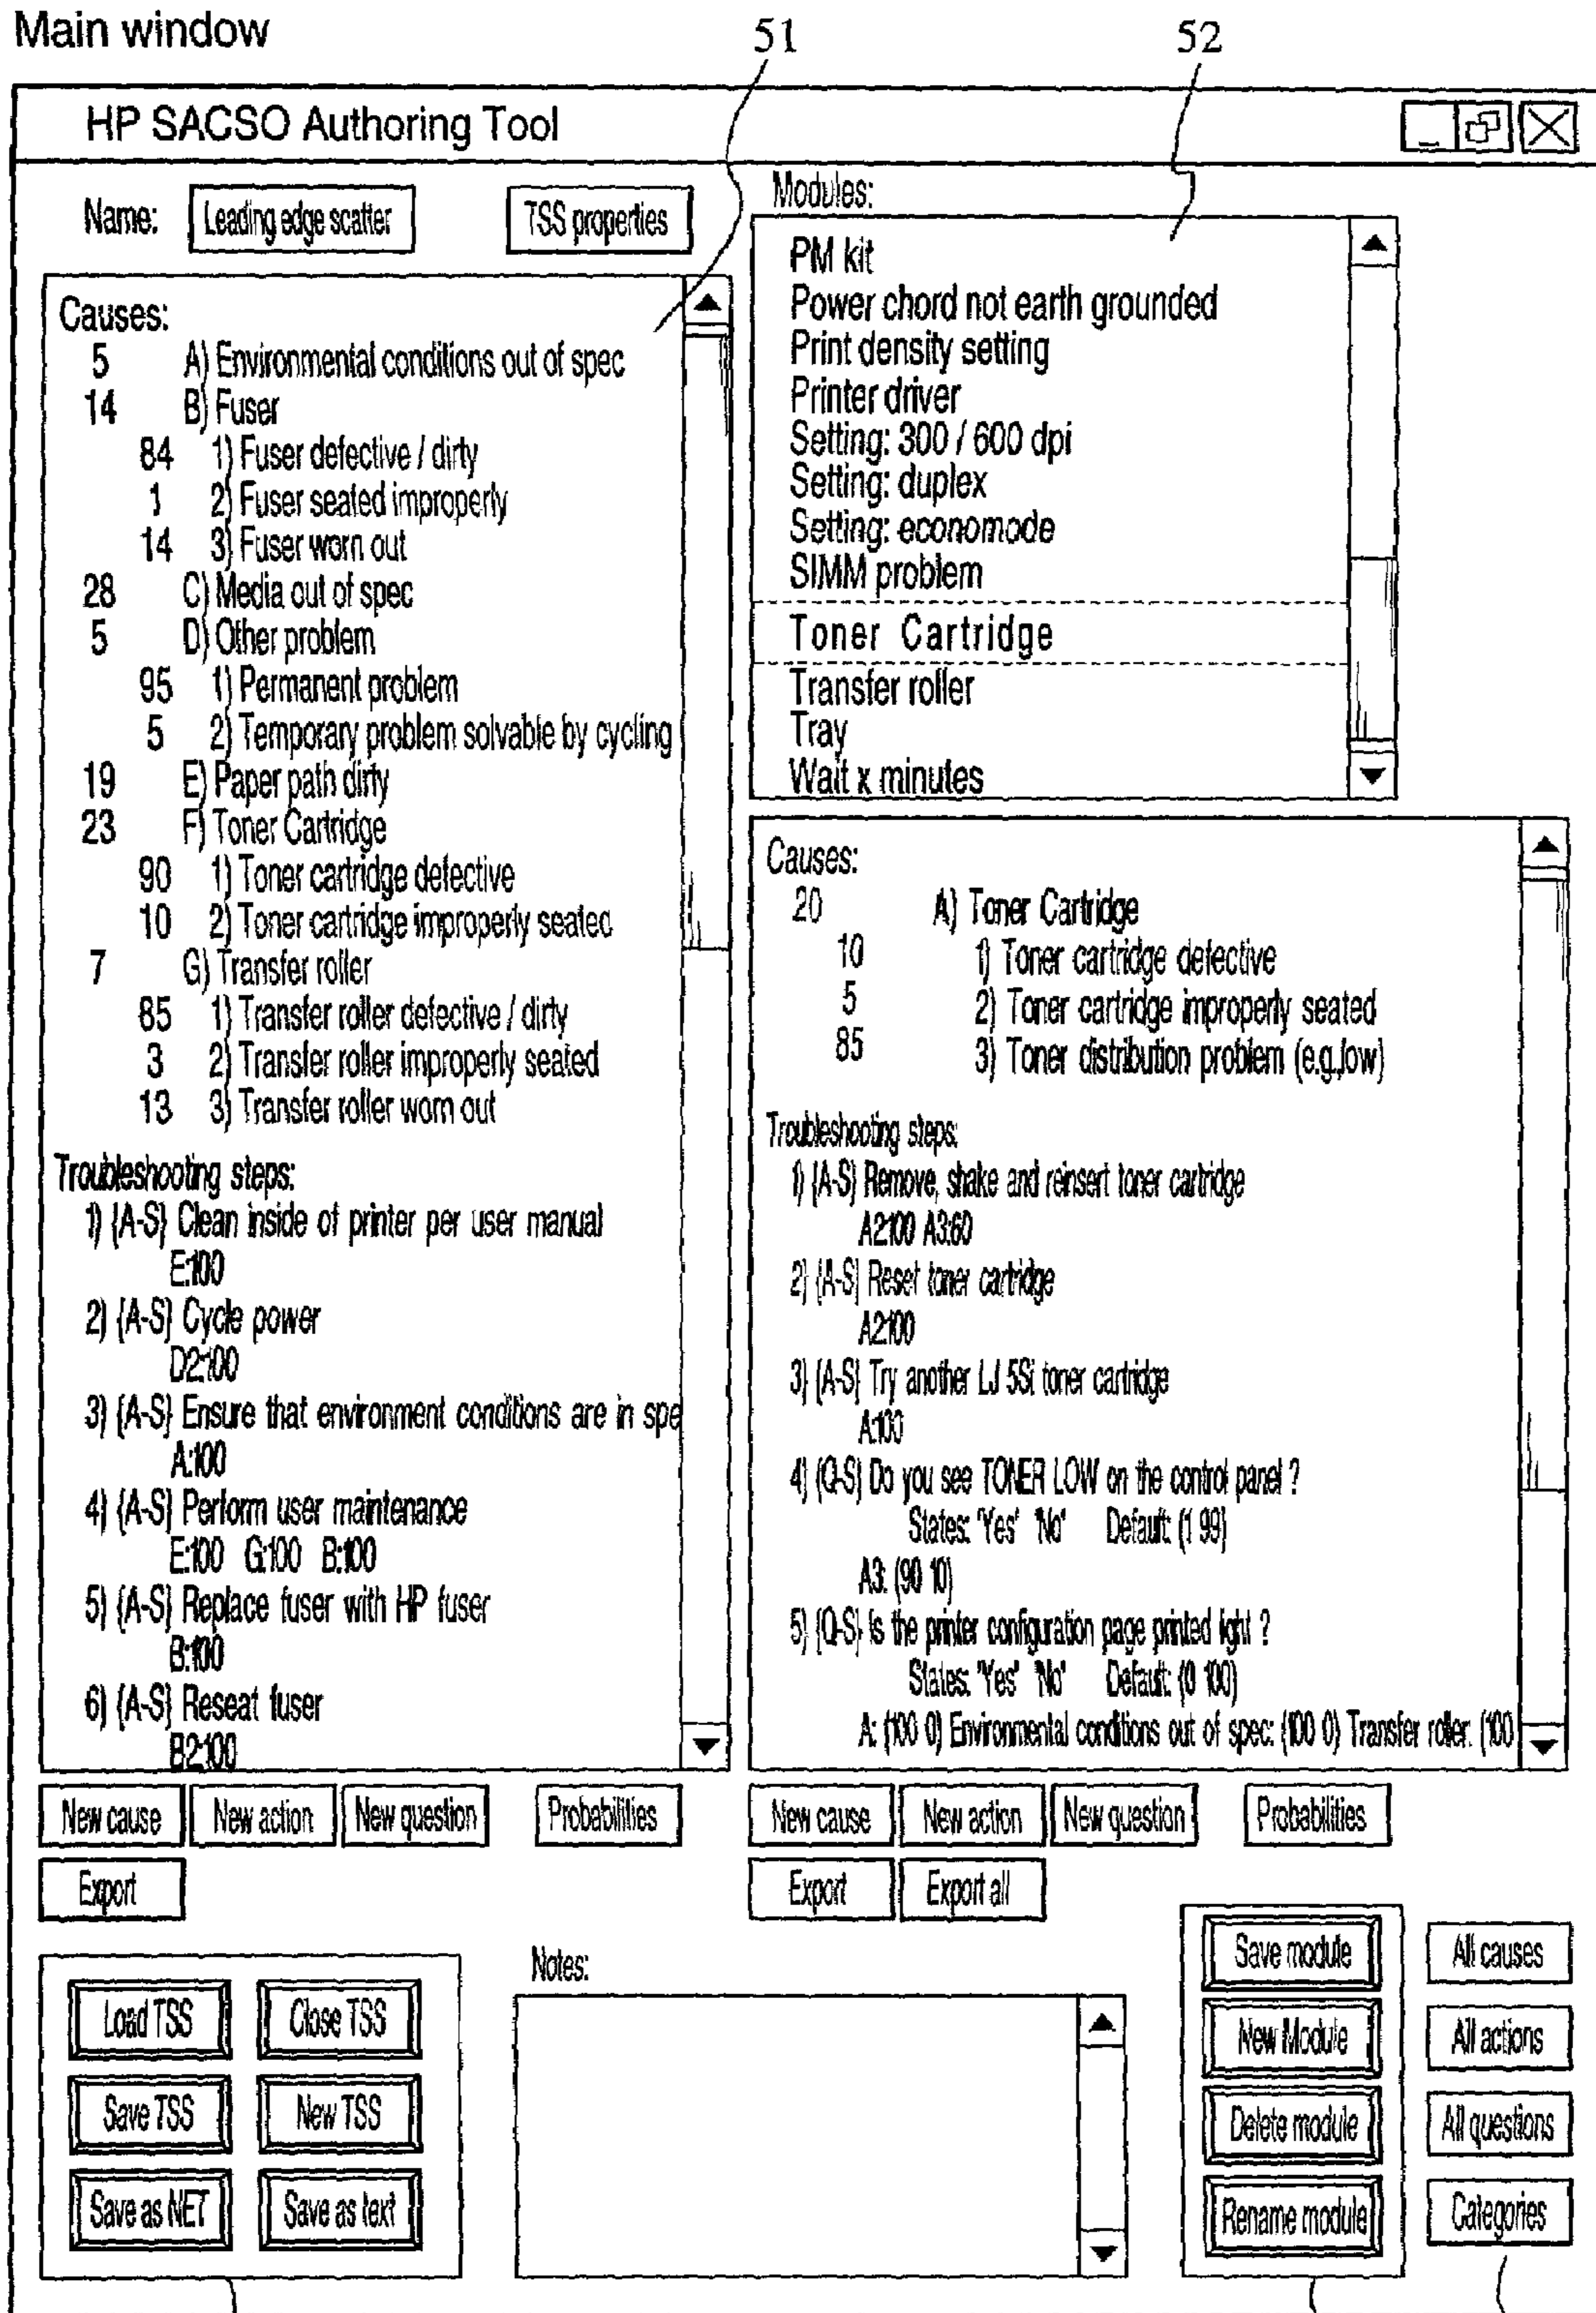 Main window
51
52
HP SACSO Authoring Tool
Name: Leading edge scatter TSS properties
Causes:
5 A) Environmental conditions out of spec
14 B) Fuser
84 1) Fuser defective / dirty
1 2) Fuser seated improperly
14 3) Fuser worn out
28 C) Media out of spec
5 D) Other problem
95 1) Permanent problem
5 2) Temporary problem solvable by cycling
19 E) Paper path dirty
23 F) Toner Cartridge
90 1) Toner cartridge defective
10 2) Toner cartridge improperly seated
7 G) Transfer roller
85 1) Transfer roller defective / dirty
3 2) Transfer roller improperly seated
13 3) Transfer roller worn out
Troubleshooting steps:
1) {A-S} Clean inside of printer per user manual
E:100
2) {A-S} Cycle power
D2:100
3) {A-S} Ensure that environment conditions are in spe
A:100
4) {A-S} Perform user maintenance
E:100 G:100 B:100
5) {A-S} Replace fuser with HP fuser
B:100
6) {A-S} Reseat fuser
B2:100
New cause New action New question Probabilities
Export
Modules:
PM kit
Power chord not earth grounded
Print density setting
Printer driver
Setting: 300 / 600 dpi
Setting: duplex
Setting: economode
SIMM problem
Toner Cartridge
Transfer roller
Tray
Wait x minutes
Causes:
20 A) Toner Cartridge
10 1) Toner cartridge defective
5 2) Toner cartridge improperly seated
85 3) Toner distribution problem (e.g.,low)
Troubleshooting steps:
1) {A-S} Remove, shake and reinsert toner cartridge
A2:100 A3:60
2) {A-S} Reset toner cartridge
A2:100
3) {A-S} Try another LJ 5Si toner cartridge
A:100
4) {Q-S} Do you see TONER LOW on the control panel ?
States: 'Yes' 'No' Default: (1 99)
A3: (90 10)
5) {Q-S} Is the printer configuration page printed light ?
States: 'Yes' 'No' Default: (0 100)
A: (100 0) Environmental conditions out of spec: (100 0) Transfer roller: (100
New cause New action New question Probabilities
Export Export all
Load TSS Close TSS
Save TSS New TSS
Save as NET Save as text
Notes:
Save module All causes
New Module All actions
Delete module All questions
Rename module Categories